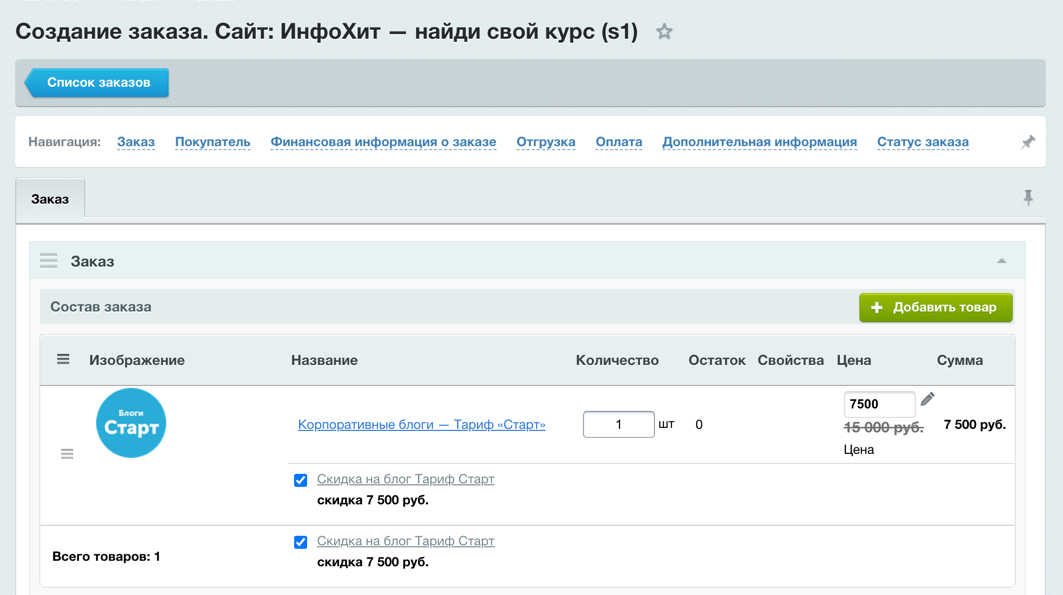 Создание заказа. Сайт: ИнфоХит — найди свой курс (s1)
Список заказов
Навигация: Заказ Покупатель Финансовая информация о заказе Отгрузка Оплата Дополнительная информация Статус заказа
Заказ
Заказ
Состав заказа
Добавить товар
Изображение Название Количество Остаток Свойства Цена Сумма
Блоги
Старт
Корпоративные блоги — Тариф «Старт» 1 шт 0 7500 7 500 руб.
15 000 руб.
Цена
Скидка на блог Тариф Старт
скидка 7 500 руб.
Всего товаров: 1
Скидка на блог Тариф Старт
скидка 7 500 руб.